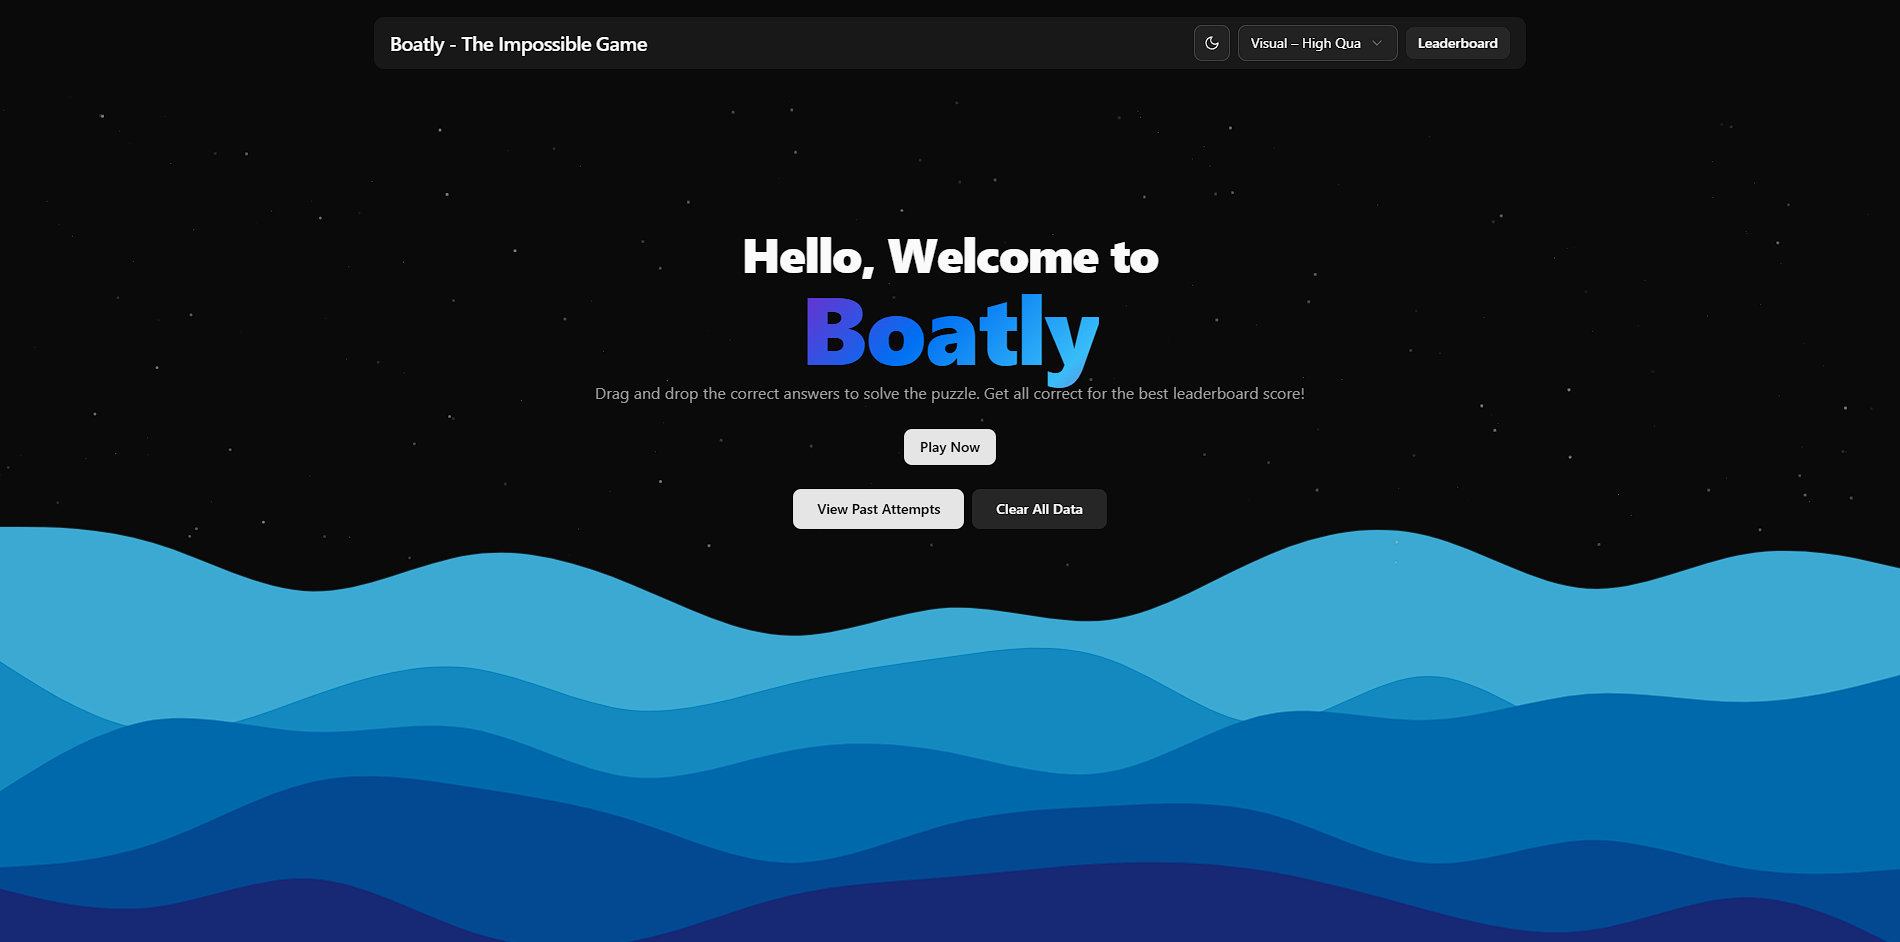 Boatly - The Impossible Game
Visual – High Qua
Leaderboard
Hello, Welcome to
Boatly
Drag and drop the correct answers to solve the puzzle. Get all correct for the best leaderboard score!
Play Now
View Past Attempts
Clear All Data